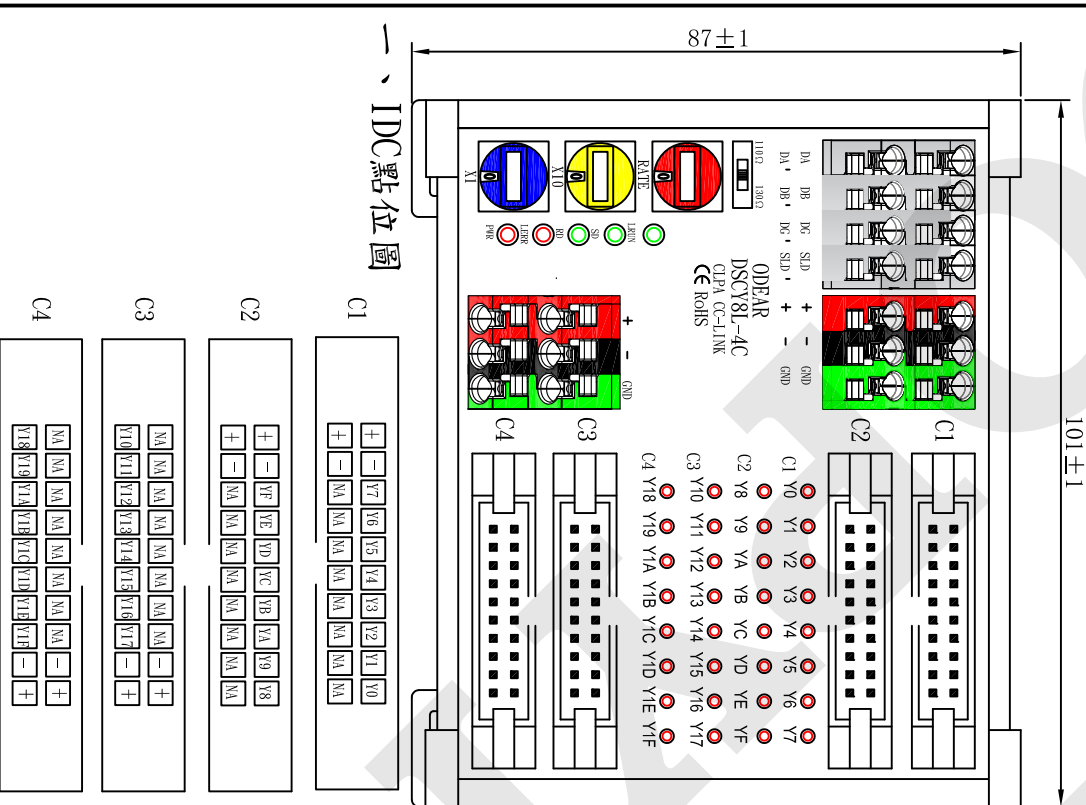 87±1
101±1
一、IDC點位圖
110Ω 130Ω
RATE
X10
X1
LRUN
SD
RD
LERR
PWR
DA DB DG SLD + - GND
DA' DB' DG' SLD' + - GND
ODEAR
DSCY8L-4C
CLPA CC-LINK
CE RoHS
+ - GND
C1
C2
C3
C4
C1 Y0 Y1 Y2 Y3 Y4 Y5 Y6 Y7
C2 Y8 Y9 YA YB YC YD YE YF
C3 Y10 Y11 Y12 Y13 Y14 Y15 Y16 Y17
C4 Y18 Y19 Y1A Y1B Y1C Y1D Y1E Y1F
C1
+ - Y7 Y6 Y5 Y4 Y3 Y2 Y1 Y0
+ - NA NA NA NA NA NA NA NA
C2
+ - YF YE YD YC YB YA Y9 Y8
+ - NA NA NA NA NA NA NA NA
C3
NA NA NA NA NA NA NA NA - +
Y10 Y11 Y12 Y13 Y14 Y15 Y16 Y17 - +
C4
NA NA NA NA NA NA NA NA - +
Y18 Y19 Y1A Y1B Y1C Y1D Y1E Y1F - +